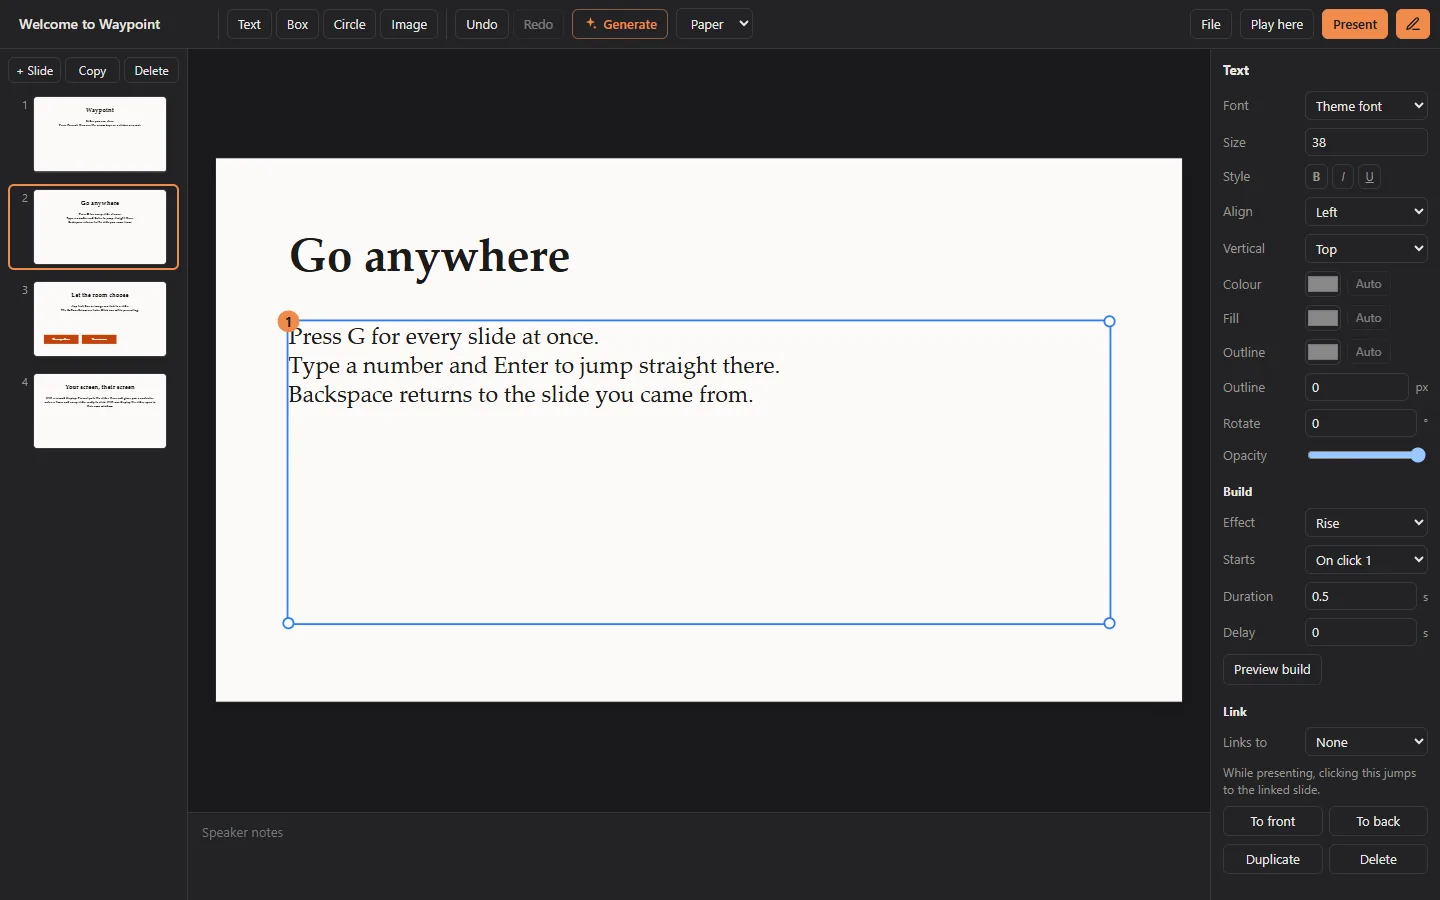 Welcome to Waypoint
Text Box Circle Image Undo Redo Generate Paper File Play here Present
+ Slide Copy Delete
1
Waypoint
2
Go anywhere
3
Let the room choose
4
Your screen, their screen
Go anywhere
1
Press G for every slide at once.
Type a number and Enter to jump straight there.
Backspace returns to the slide you came from.
Speaker notes
Text
Font Theme font
Size 38
Style B I U
Align Left
Vertical Top
Colour Auto
Fill Auto
Outline Auto
Outline 0 px
Rotate 0 °
Opacity
Build
Effect Rise
Starts On click 1
Duration 0.5 s
Delay 0 s
Preview build
Link
Links to None
While presenting, clicking this jumps
to the linked slide.
To front To back
Duplicate Delete